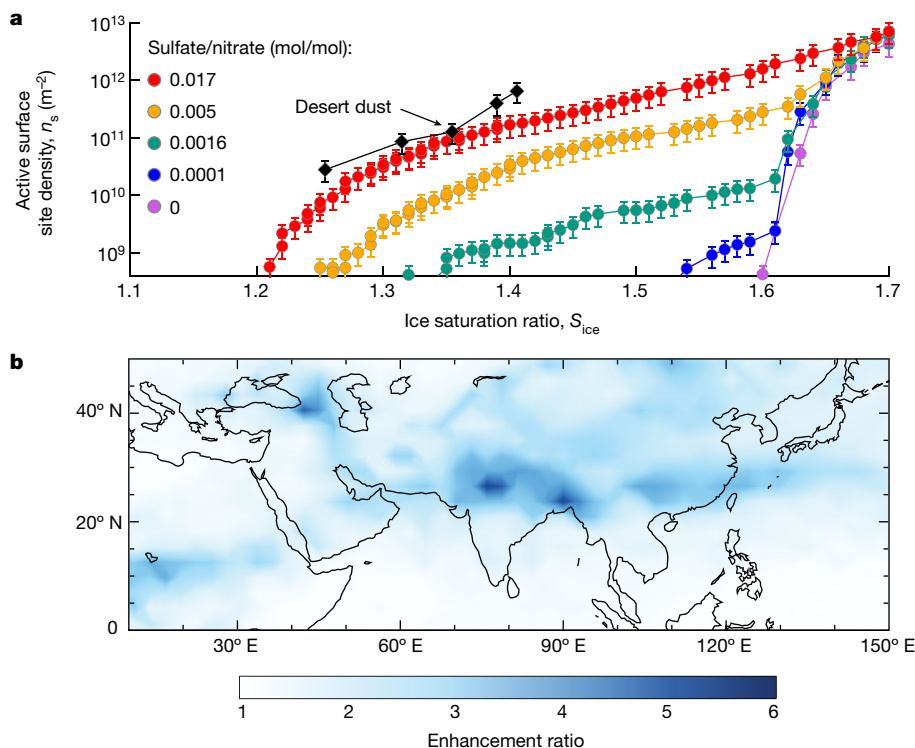 a
Sulfate/nitrate (mol/mol):
0.017
0.005
0.0016
0.0001
0
Desert dust
Active surface
site density, nₛ (m⁻²)
10¹³
10¹²
10¹¹
10¹⁰
10⁹
1.1 1.2 1.3 1.4 1.5 1.6 1.7
Ice saturation ratio, S_ice
b
40° N
20° N
0
30° E 60° E 90° E 120° E 150° E
1 2 3 4 5 6
Enhancement ratio